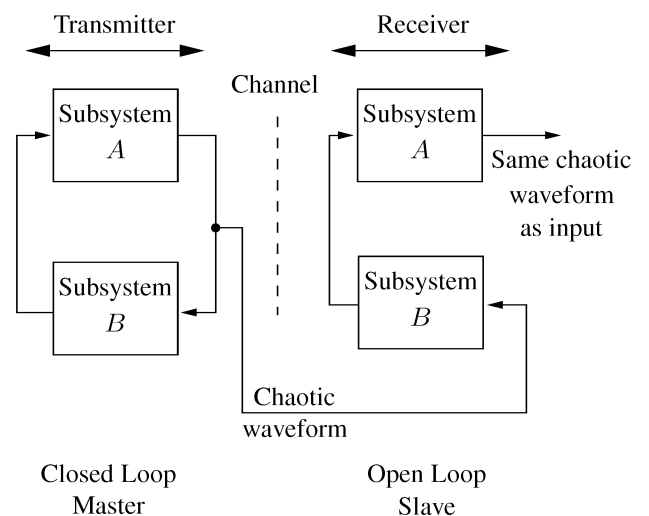 Transmitter
Receiver
Channel
Subsystem
A
Subsystem
A
Same chaotic
waveform
as input
Subsystem
B
Subsystem
B
Chaotic
waveform
Closed Loop
Master
Open Loop
Slave